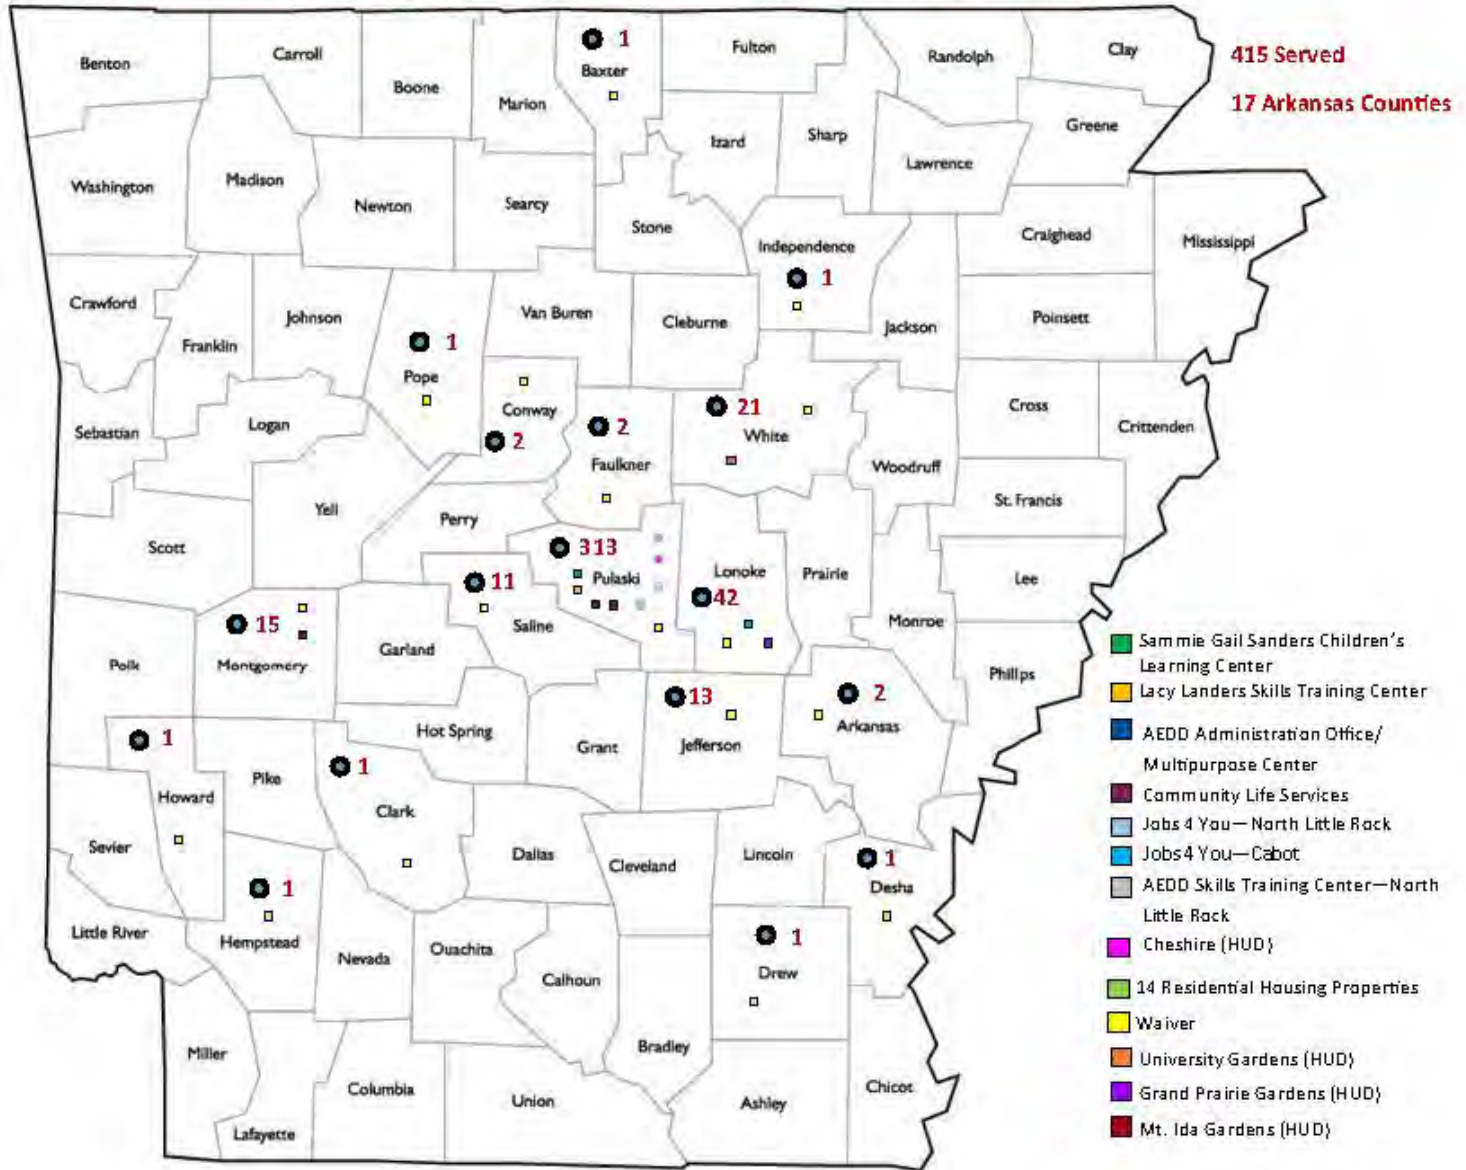 Benton
Carroll
Boone
Marion
1
Baxter
Fulton
Randolph
Clay
415 Served
17 Arkansas Counties
Washington
Madison
Newton
Searcy
Stone
Izard
Sharp
Lawrence
Greene
Independence
1
Craighead
Mississippi
Crawford
Franklin
Johnson
1
Pope
Van Buren
Cleburne
Jackson
Poinsett
Sebastian
Logan
Conway
2
2
Faulkner
21
White
Woodruff
Cross
Crittenden
St. Francis
Scott
Yell
Perry
313
Pulaski
Lonoke
42
Prairie
Lee
11
Saline
15
Montgomery
Garland
Monroe
Phillips
Polk
Hot Spring
Grant
13
Jefferson
2
Arkansas
1
Howard
Pike
1
Clark
Sevier
Dallas
Cleveland
Lincoln
1
Desha
Little River
1
Hempstead
Nevada
Ouachita
Calhoun
1
Drew
Miller
Lafayette
Columbia
Union
Bradley
Ashley
Chicot
Sammie Gail Sanders Children's
Learning Center
Lacy Landers Skills Training Center
AEDD Administration Office/
Multipurpose Center
Community Life Services
Jobs 4 You—North Little Rock
Jobs 4 You—Cabot
AEDD Skills Training Center—North
Little Rock
Cheshire (HUD)
14 Residential Housing Properties
Waiver
University Gardens (HUD)
Grand Prairie Gardens (HUD)
Mt. Ida Gardens (HUD)